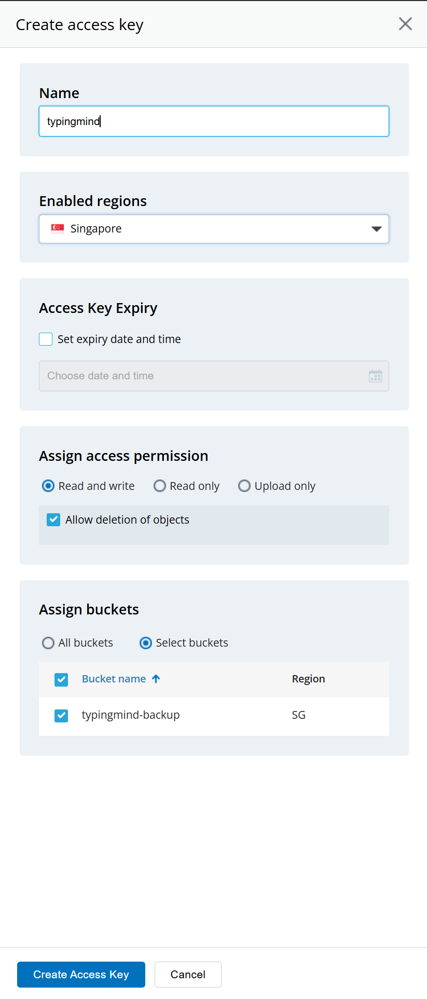 Create access key
Name
typingmind
Enabled regions
Singapore
Access Key Expiry
Set expiry date and time
Choose date and time
Assign access permission
Read and write Read only Upload only
Allow deletion of objects
Assign buckets
All buckets Select buckets
Bucket name Region
typingmind-backup SG
Create Access Key Cancel